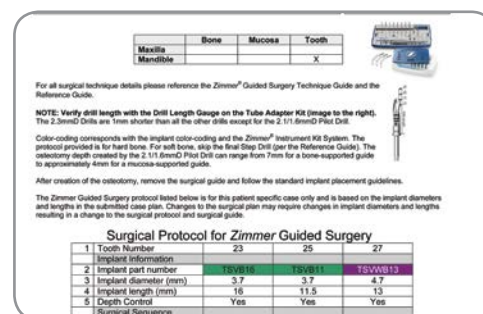 Bone Mucosa Tooth
Maxilla
Mandible X
For all surgical technique details please reference the Zimmer® Guided Surgery Technique Guide and the
Reference Guide.
NOTE: Verify drill length with the Drill Length Gauge on the Tube Adapter Kit (image to the right).
The 2.3mmD Drills are 1mm shorter than all the other drills except for the 2.1/1.6mmD Pilot Drill.
Color-coding corresponds with the implant color-coding and the Zimmer® Instrument Kit System. The
protocol provided is for hard bone. For soft bone, skip the final Step Drill (per the Reference Guide). The
osteotomy depth created by the 2.1/1.6mmD Pilot Drill can range from 7mm for a bone-supported guide
to approximately 4mm for a mucosa-supported guide.
After creation of the osteotomy, remove the surgical guide and follow the standard implant placement guidelines.
The Zimmer Guided Surgery protocol listed below is for this patient specific case only and is based on the implant diameters
and lengths in the submitted case plan. Changes to the surgical plan may require changes in implant diameters and lengths
resulting in a change to the surgical protocol and surgical guide.
Surgical Protocol for Zimmer Guided Surgery
1 Tooth Number 23 25 27
Implant Information
2 Implant part number TSVB16 TSVB11 TSVWB13
3 Implant diameter (mm) 3.7 3.7 4.7
4 Implant length (mm) 16 11.5 13
5 Depth Control Yes Yes Yes
Surgical Sequence